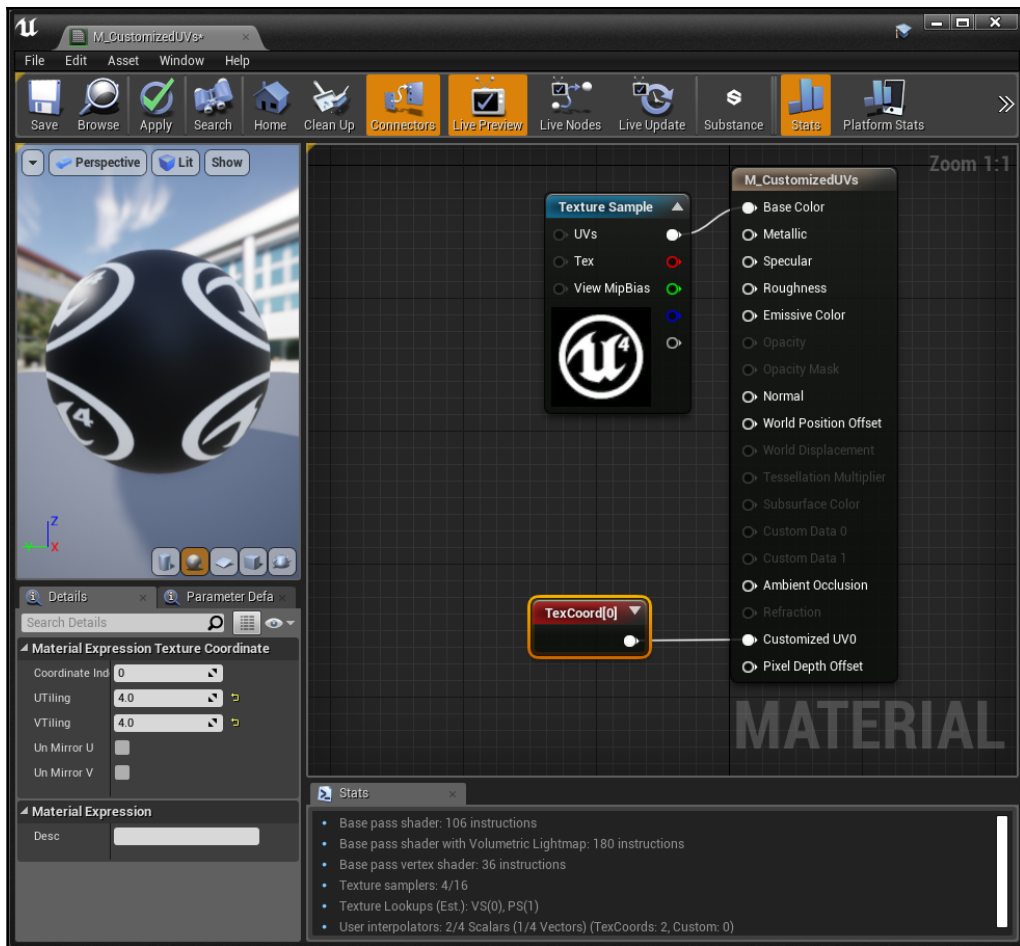 M_CustomizedUVs*
File Edit Asset Window Help
Save Browse Apply Search Home Clean Up Connectors Live Preview Live Nodes Live Update Substance Stats Platform Stats
Perspective Lit Show
Zoom 1:1
Texture Sample
UVs
Tex
View MipBias
4
M_CustomizedUVs
Base Color
Metallic
Specular
Roughness
Emissive Color
Opacity
Opacity Mask
Normal
World Position Offset
World Displacement
Tessellation Multiplier
Subsurface Color
Custom Data 0
Custom Data 1
Ambient Occlusion
Refraction
Customized UV0
Pixel Depth Offset
TexCoord[0]
MATERIAL
4
4
Z
X
Details Parameter Defa
Search Details
Material Expression Texture Coordinate
Coordinate Ind 0
UTiling 4.0
VTiling 4.0
Un Mirror U
Un Mirror V
Material Expression
Desc
Stats
Base pass shader: 106 instructions
Base pass shader with Volumetric Lightmap: 180 instructions
Base pass vertex shader: 36 instructions
Texture samplers: 4/16
Texture Lookups (Est.): VS(0), PS(1)
User interpolators: 2/4 Scalars (1/4 Vectors) (TexCoords: 2, Custom: 0)